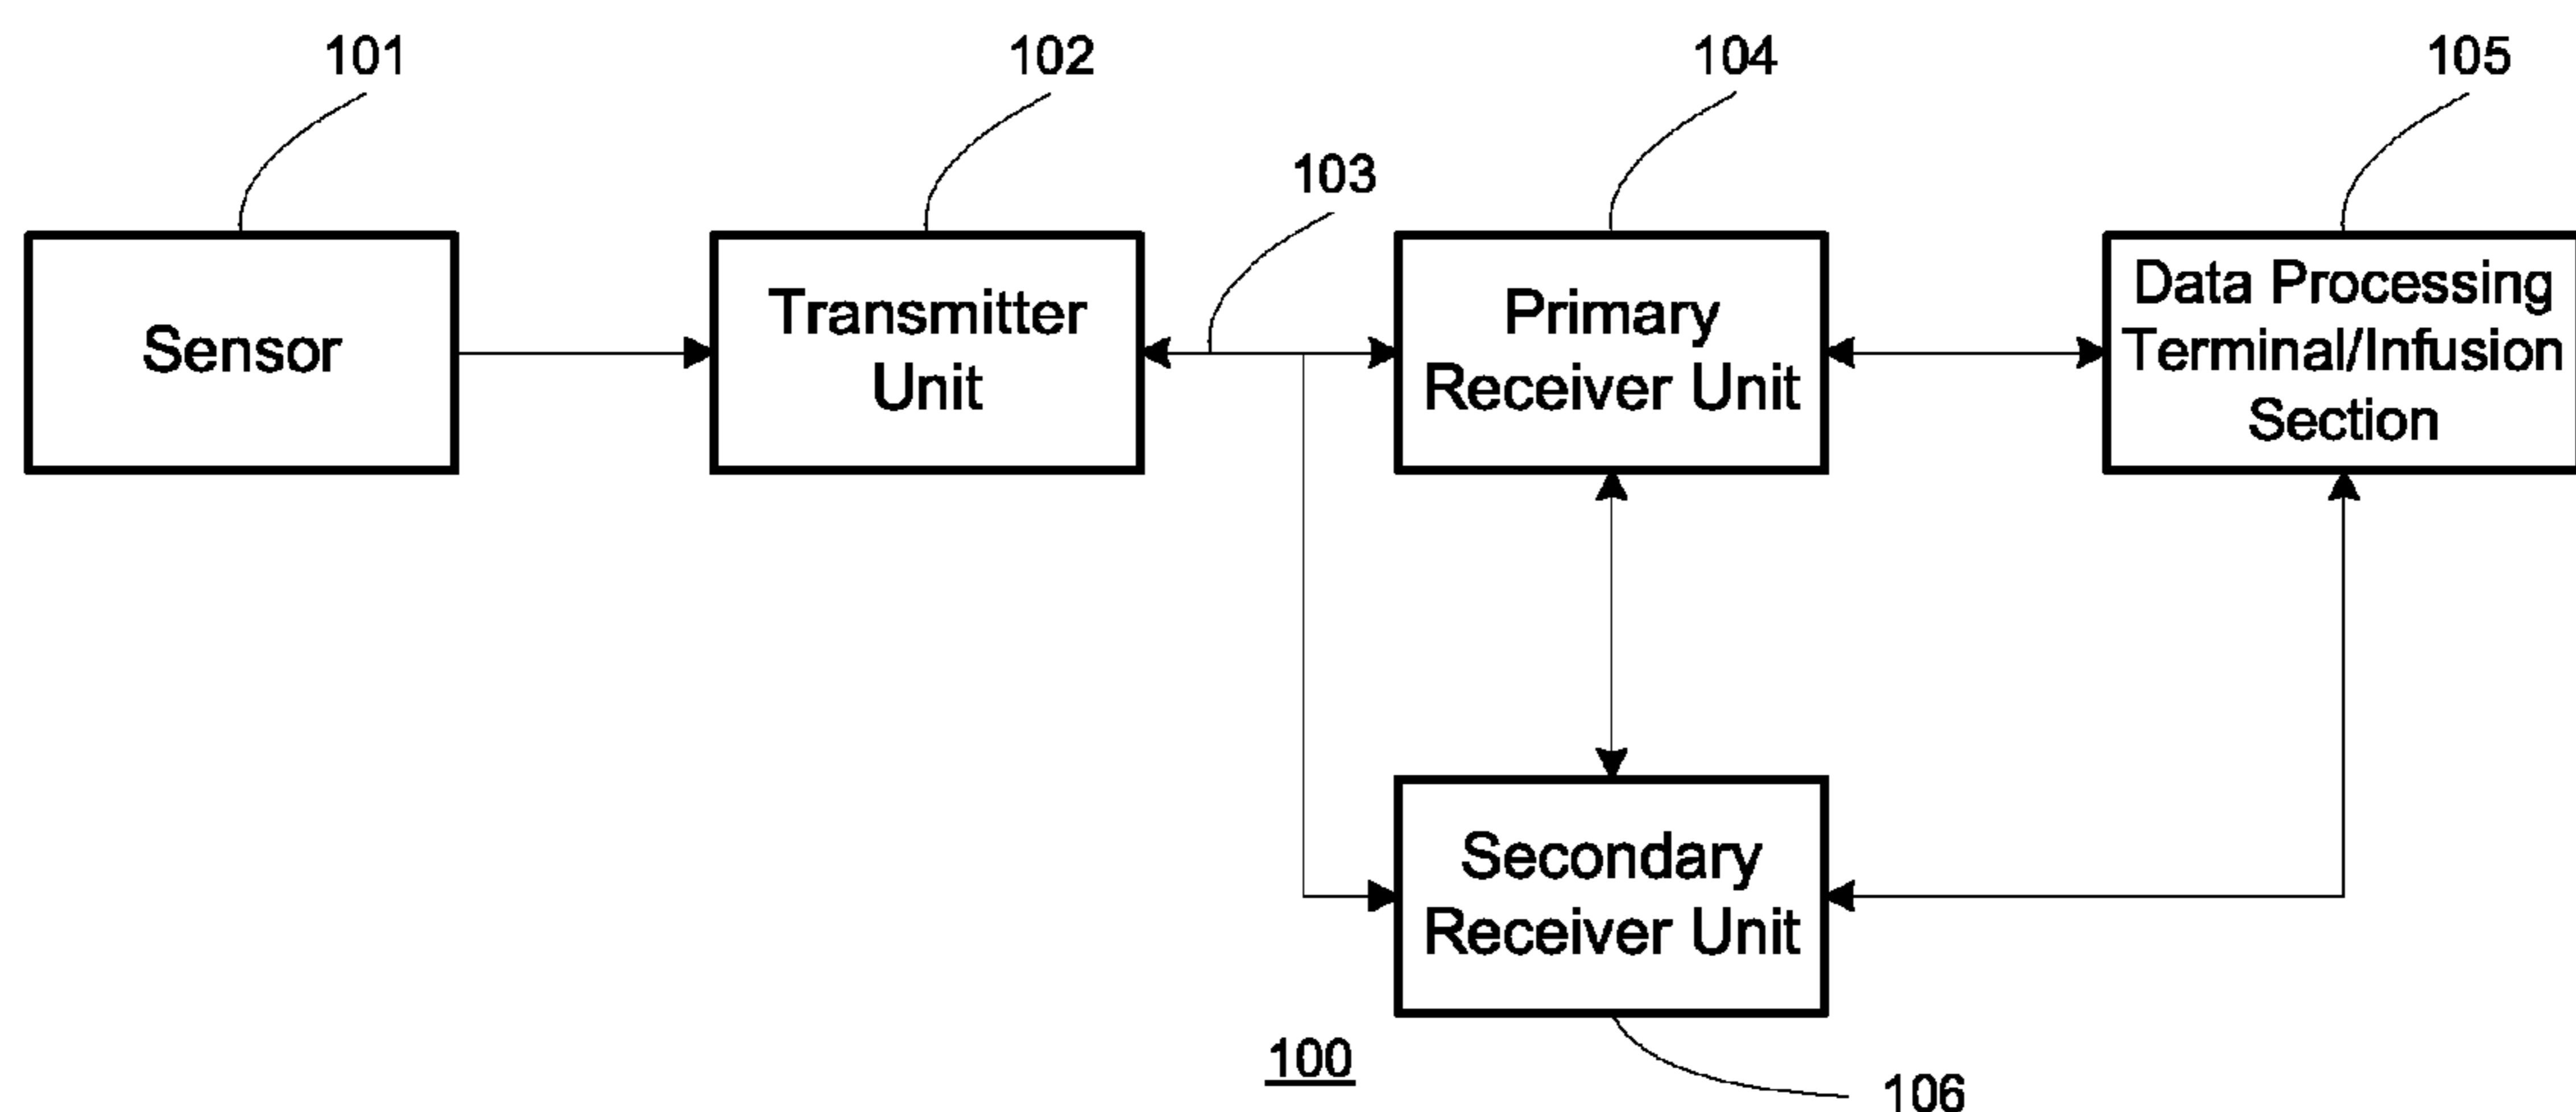 101
102
104
105
103
Sensor
Transmitter
Unit
Primary
Receiver Unit
Data Processing
Terminal/Infusion
Section
Secondary
Receiver Unit
100
106